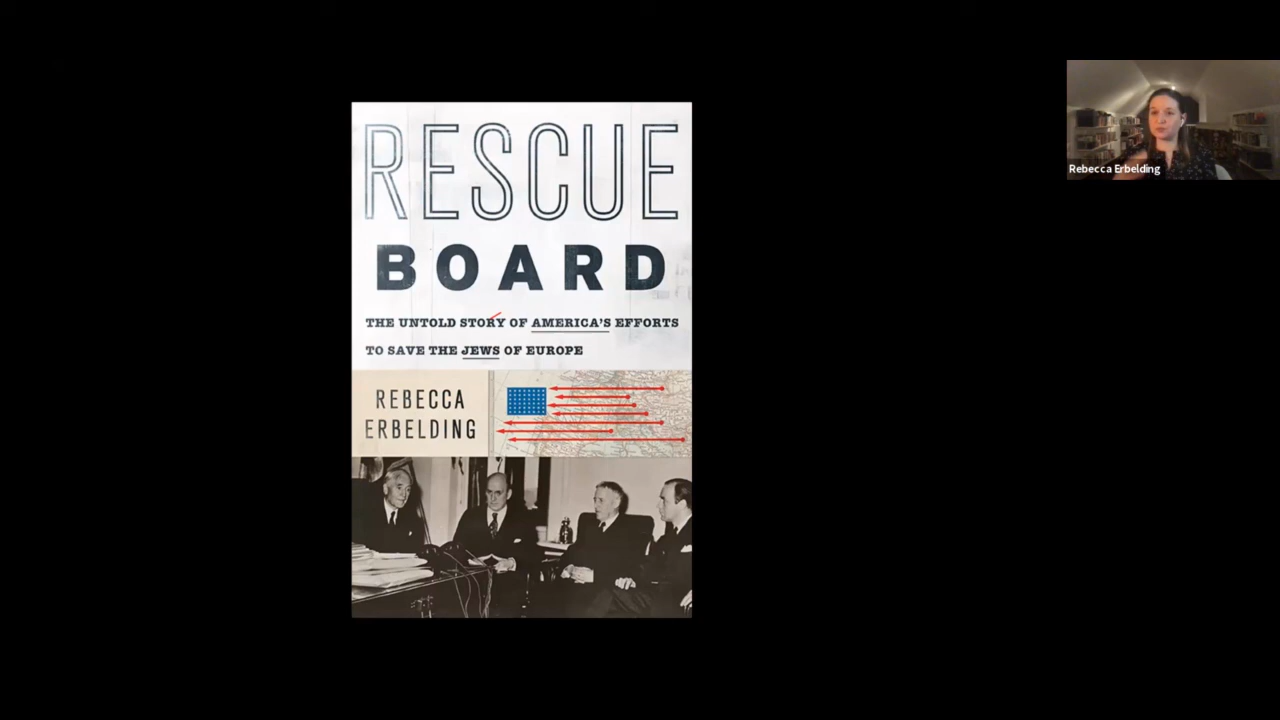 RESCUE
BOARD
THE UNTOLD STORY OF AMERICA'S EFFORTS
TO SAVE THE JEWS OF EUROPE
REBECCA
ERBELDING
Rebecca Erbelding